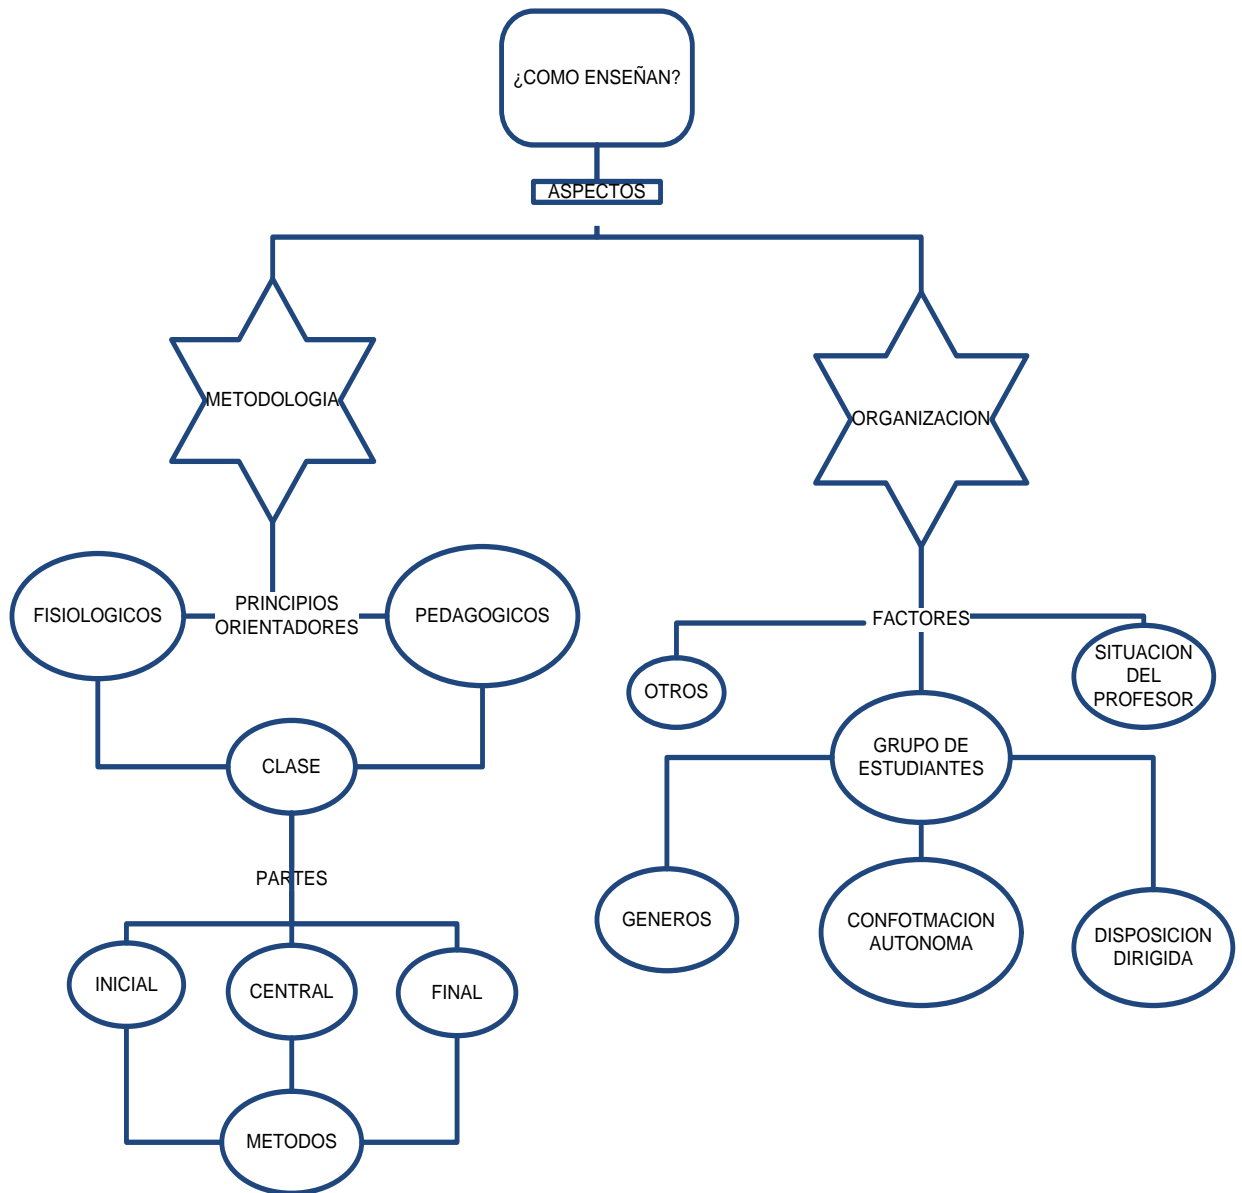 ¿COMO ENSEÑAN?
ASPECTOS
METODOLOGIA
ORGANIZACION
FISIOLOGICOS
PRINCIPIOS
ORIENTADORES
PEDAGOGICOS
FACTORES
OTROS
SITUACION
DEL
PROFESOR
CLASE
GRUPO DE
ESTUDIANTES
PARTES
GENEROS
CONFOTMACION
AUTONOMA
DISPOSICION
DIRIGIDA
INICIAL
CENTRAL
FINAL
METODOS